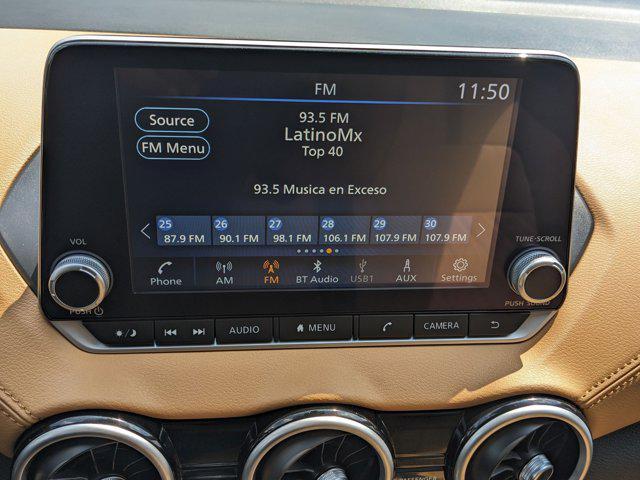 FM
11:50
Source
FM Menu
93.5 FM
LatinoMx
Top 40
93.5 Musica en Exceso
25 26 27 28 29 30
87.9 FM 90.1 FM 98.1 FM 106.1 FM 107.9 FM 107.9 FM
Phone AM FM BT Audio USB1 AUX Settings
VOL
PUSH
TUNE·SCROLL
PUSH SOUND
AUDIO MENU CAMERA